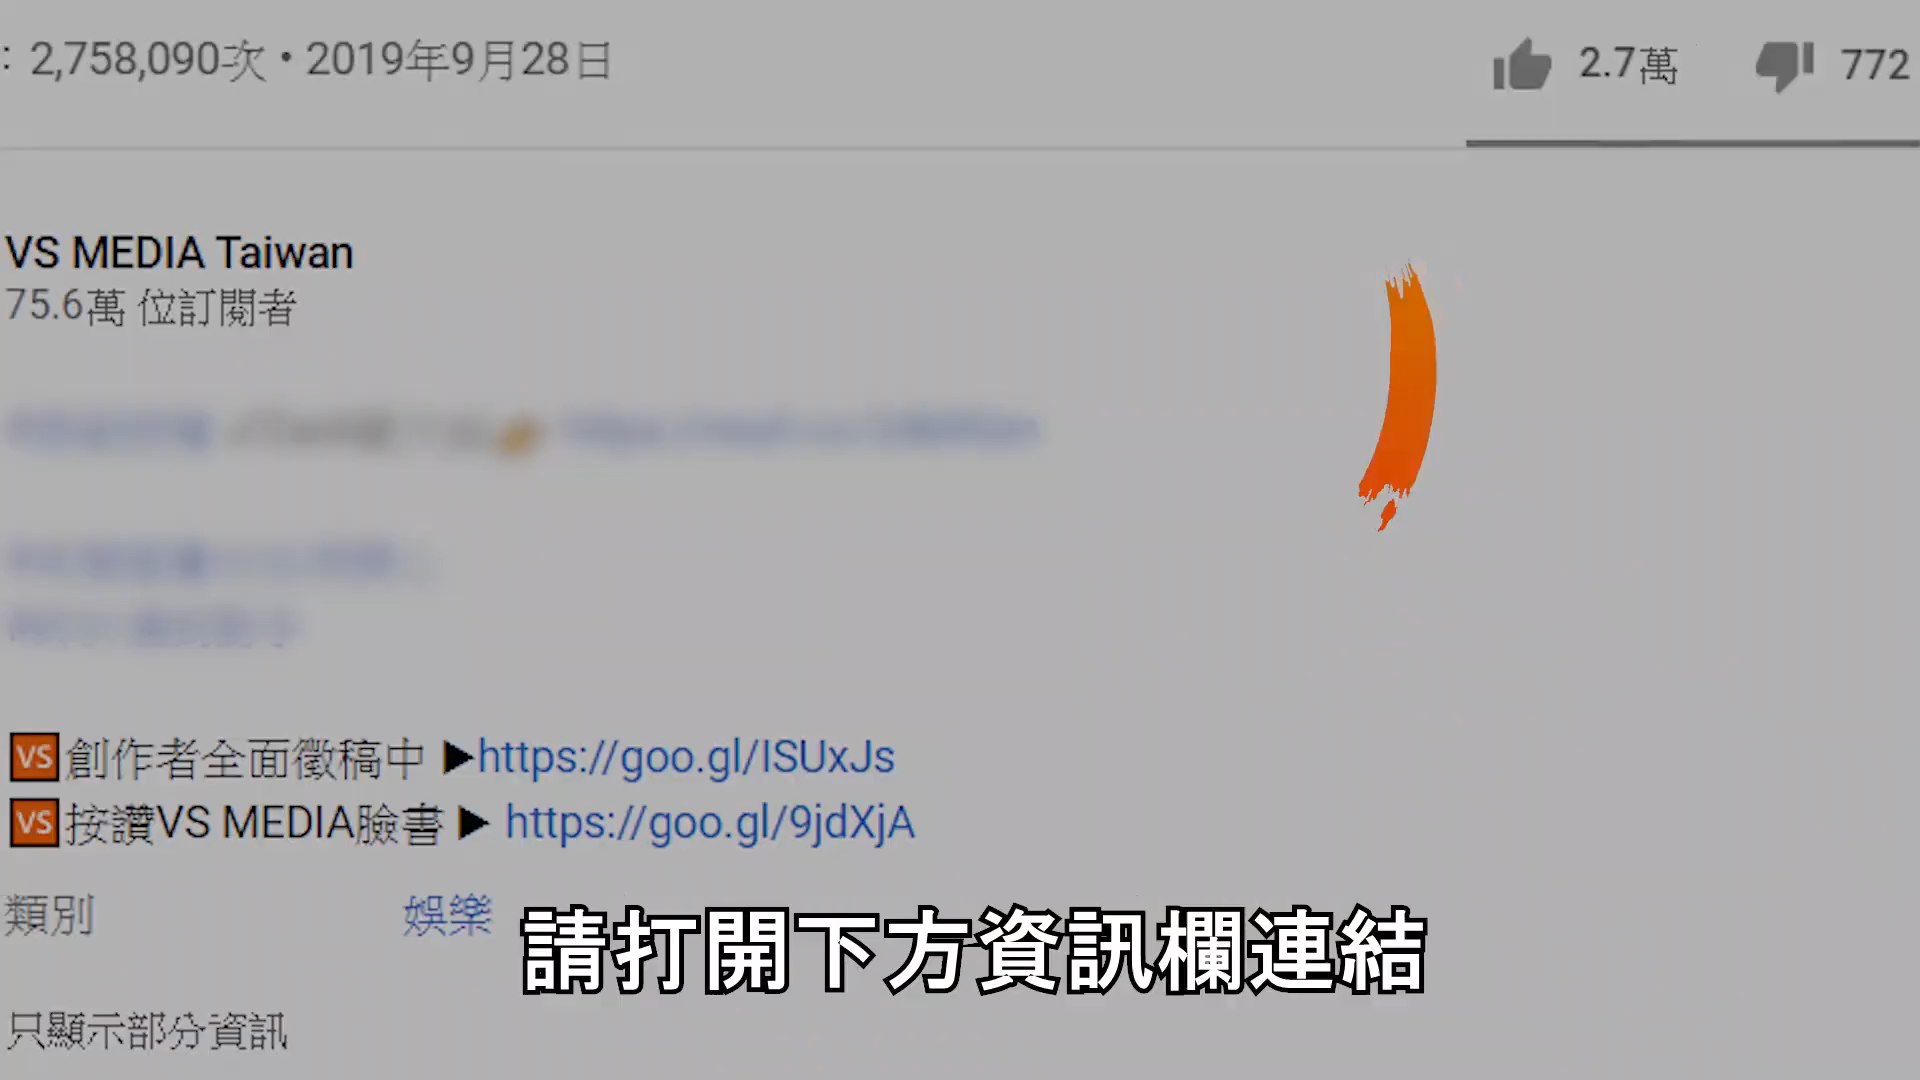 ：2,758,090次 • 2019年9月28日
2.7萬
772
VS MEDIA Taiwan
75.6萬 位訂閱者
VS創作者全面徵稿中 ▶https://goo.gl/ISUxJs
VS按讚VS MEDIA臉書 ▶ https://goo.gl/9jdXjA
類別 娛樂
請打開下方資訊欄連結
只顯示部分資訊